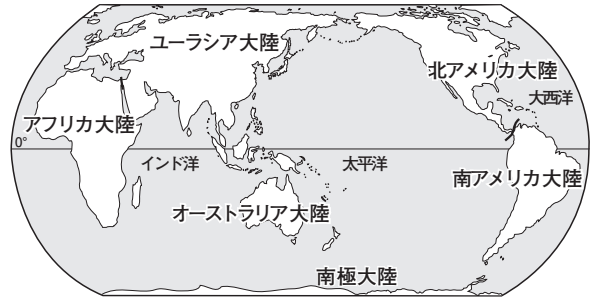 ユーラシア大陸
北アメリカ大陸
大西洋
アフリカ大陸
0°
インド洋
太平洋
南アメリカ大陸
オーストラリア大陸
南極大陸